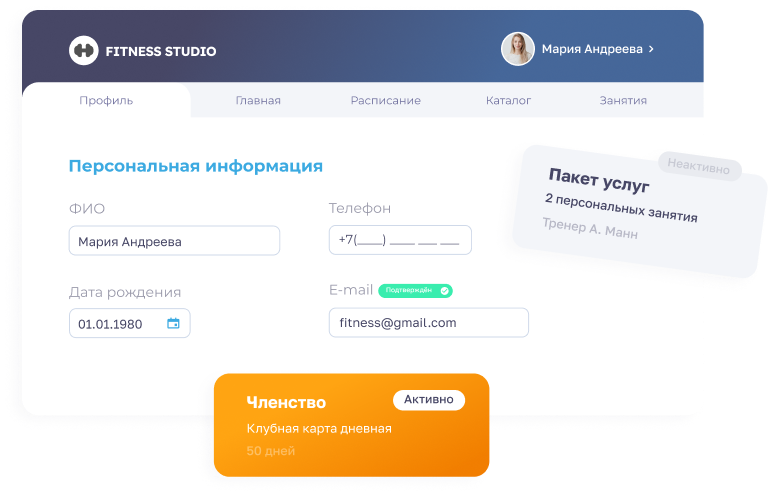 FITNESS STUDIO
Мария Андреева
Профиль
Главная
Расписание
Каталог
Занятия
Персональная информация
ФИО
Мария Андреева
Телефон
+7(____) ____ ___ ___
Дата рождения
01.01.1980
E-mail
Подтверждён
fitness@gmail.com
Неактивно
Пакет услуг
2 персональных занятия
Тренер А. Манн
Членство
Активно
Клубная карта дневная
50 дней